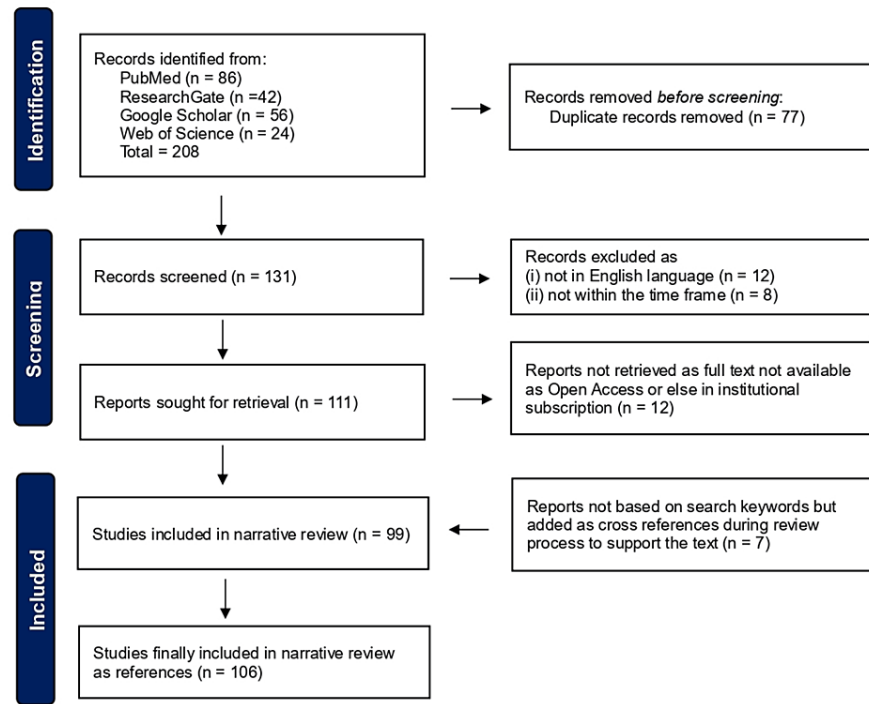 Identification
Records identified from:
PubMed (n = 86)
ResearchGate (n =42)
Google Scholar (n = 56)
Web of Science (n = 24)
Total = 208
Records removed before screening:
Duplicate records removed (n = 77)
Screening
Records screened (n = 131)
Records excluded as
(i) not in English language (n = 12)
(ii) not within the time frame (n = 8)
Reports sought for retrieval (n = 111)
Reports not retrieved as full text not available
as Open Access or else in institutional
subscription (n = 12)
Included
Studies included in narrative review (n = 99)
Reports not based on search keywords but
added as cross references during review
process to support the text (n = 7)
Studies finally included in narrative review
as references (n = 106)